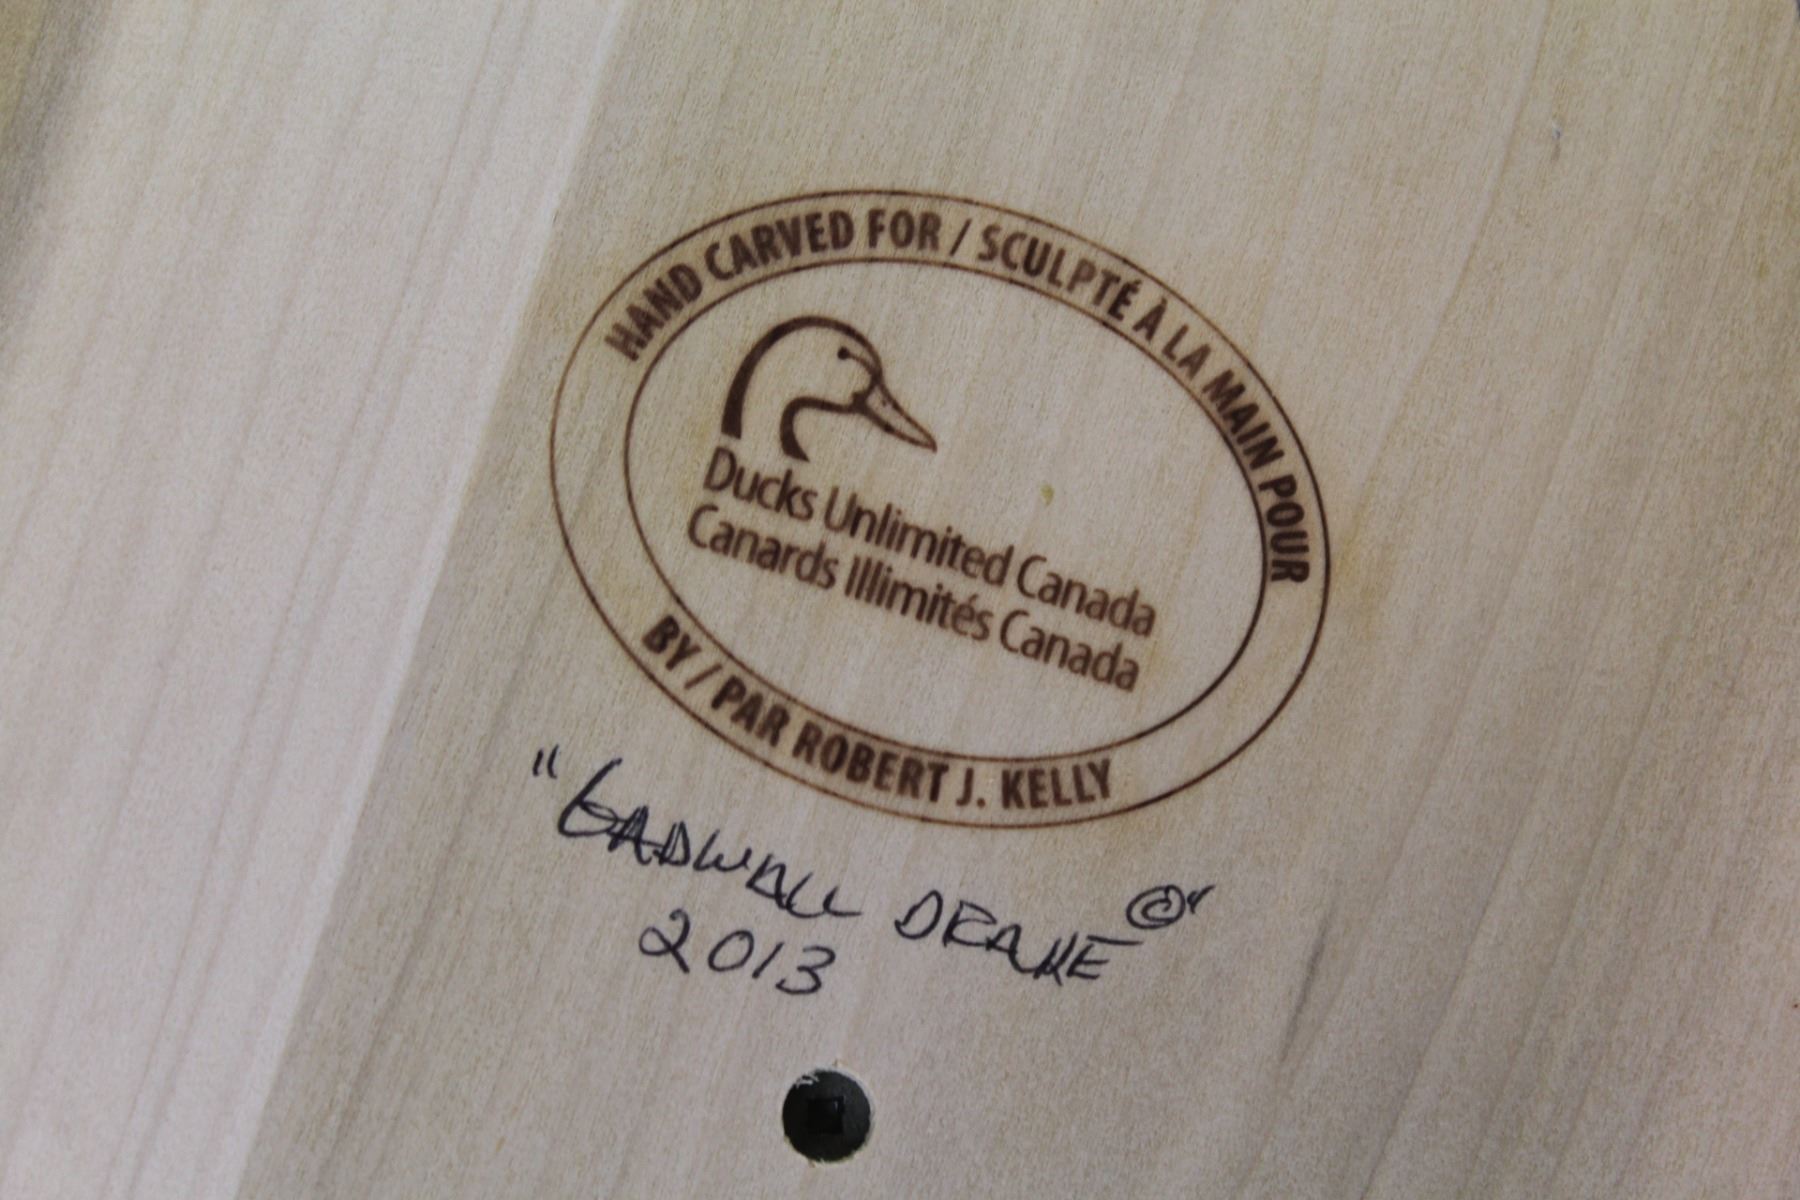 HAND CARVED FOR / SCULPTÉ À LA MAIN POUR
Ducks Unlimited Canada
Canards Illimités Canada
BY / PAR ROBERT J. KELLY
"GADWALL DRAKE ©"
2013